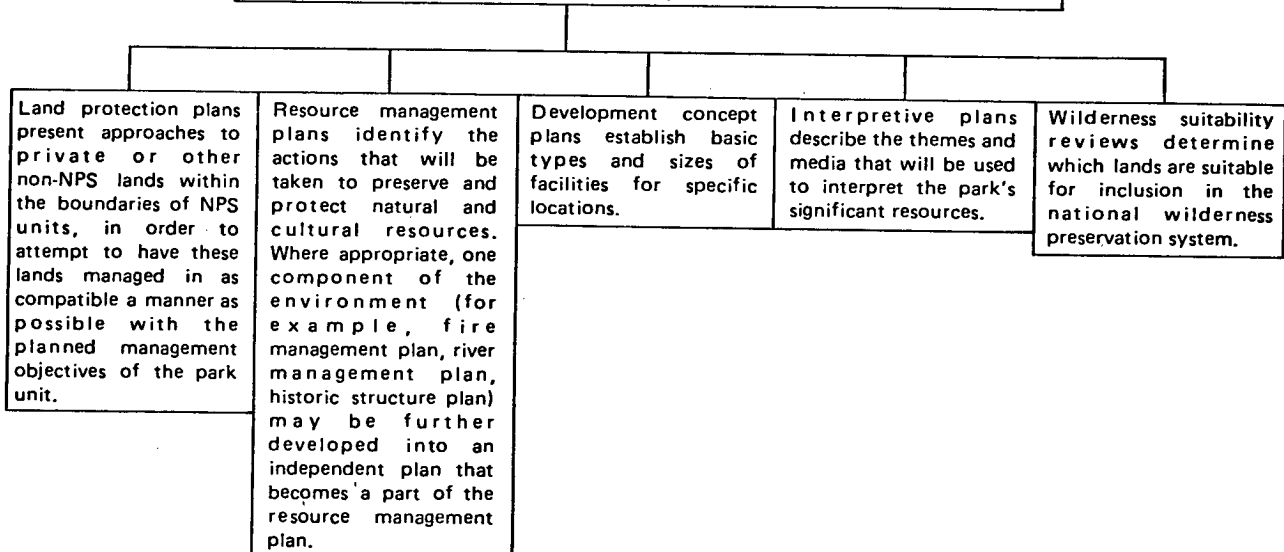 Land protection plans
present approaches to
private or other
non-NPS lands within
the boundaries of NPS
units, in order to
attempt to have these
lands managed in as
compatible a manner as
possible with the
planned management
objectives of the park
unit.
Resource management
plans identify the
actions that will be
taken to preserve and
protect natural and
cultural resources.
Where appropriate, one
component of the
environment (for
example, fire
management plan, river
management plan,
historic structure plan)
may be further
developed into an
independent plan that
becomes a part of the
resource management
plan.
Development concept
plans establish basic
types and sizes of
facilities for specific
locations.
Interpretive plans
describe the themes and
media that will be used
to interpret the park's
significant resources.
Wilderness suitability
reviews determine
which lands are suitable
for inclusion in the
national wilderness
preservation system.